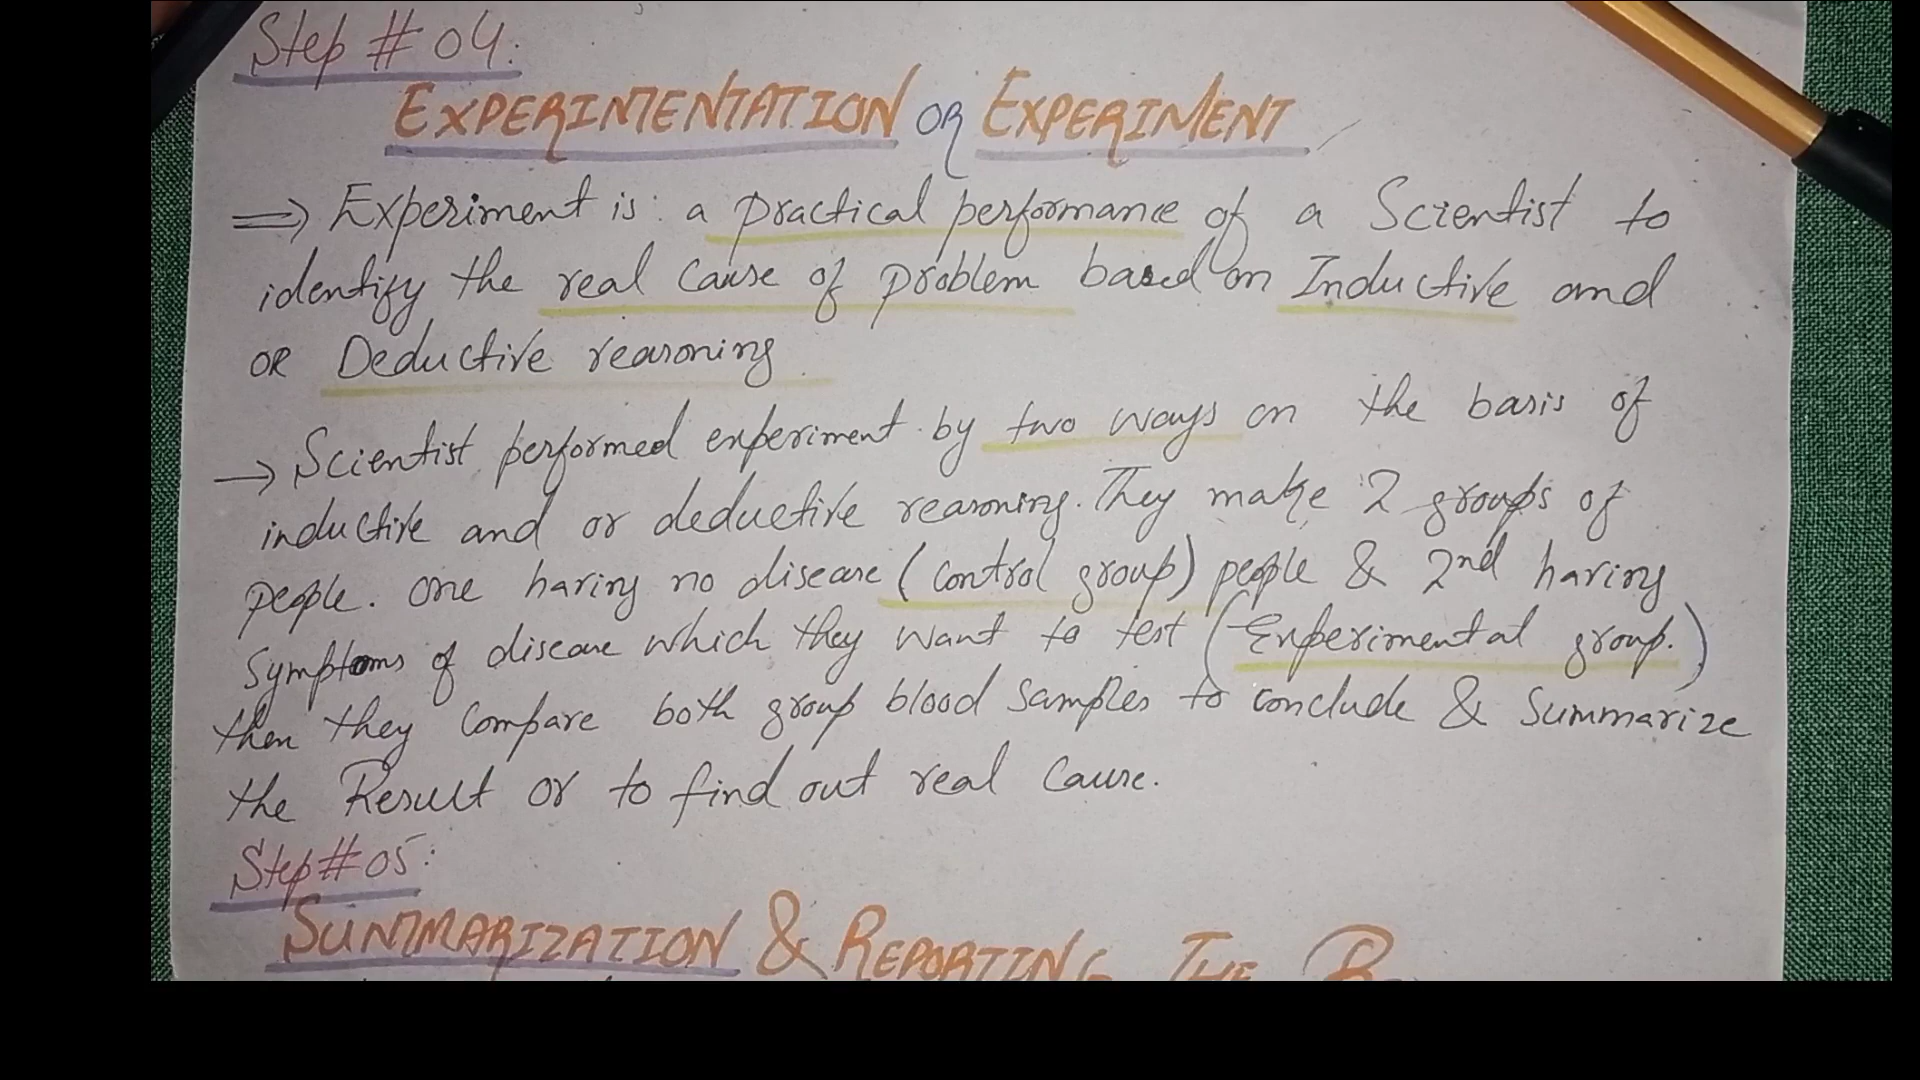 Step # 04:
EXPERIMENTATION OR EXPERIMENT
⇒ Experiment is: a practical performance of a Scientist to
identify the real cause of problem based on Inductive and
OR Deductive reasoning
→ Scientist performed experiment by two ways on the basis of
inductive and or deductive reasoning. They make 2 groups of
people. one having no disease (control group) people & 2nd having
symptoms of disease which they want to test (Experimental group.)
then they compare both group blood samples to conclude & Summarize
the Result or to find out real cause.
Step # 05:
SUMMARIZATION & REPORTING THE